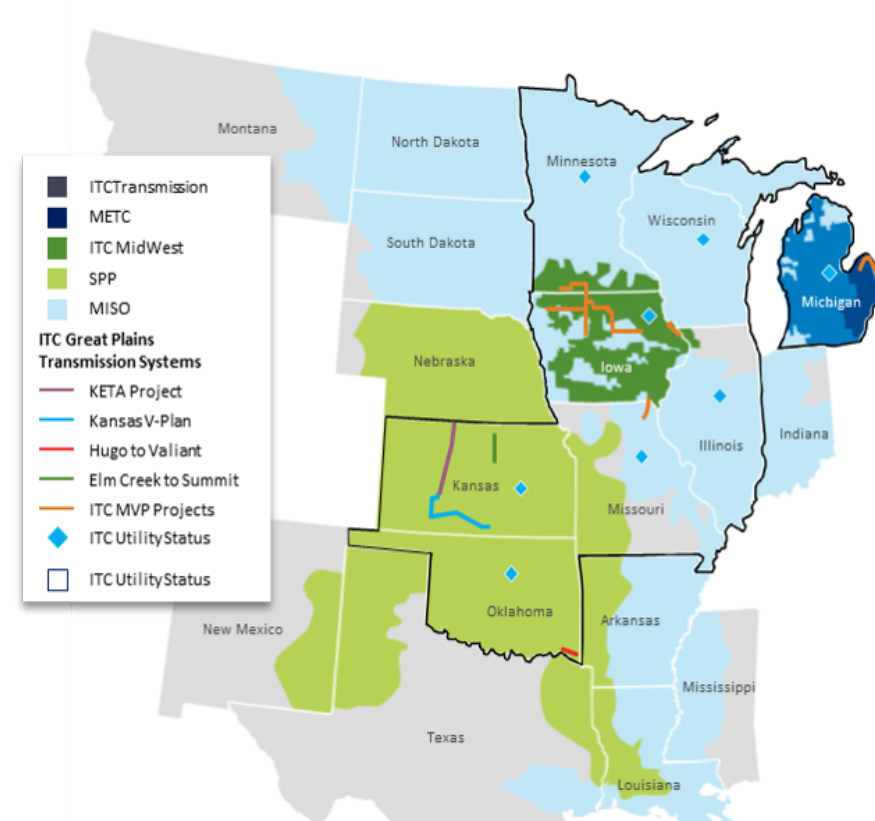 Montana
North Dakota
Minnesota
Wisconsin
South Dakota
Michigan
Nebraska
Iowa
Illinois
Indiana
Kansas
Missouri
Oklahoma
Arkansas
New Mexico
Mississippi
Texas
Louisiana
ITCTransmission
METC
ITC MidWest
SPP
MISO
ITC Great Plains
Transmission Systems
KETA Project
Kansas V-Plan
Hugo to Valiant
Elm Creek to Summit
ITC MVP Projects
ITC Utility Status
ITC Utility Status